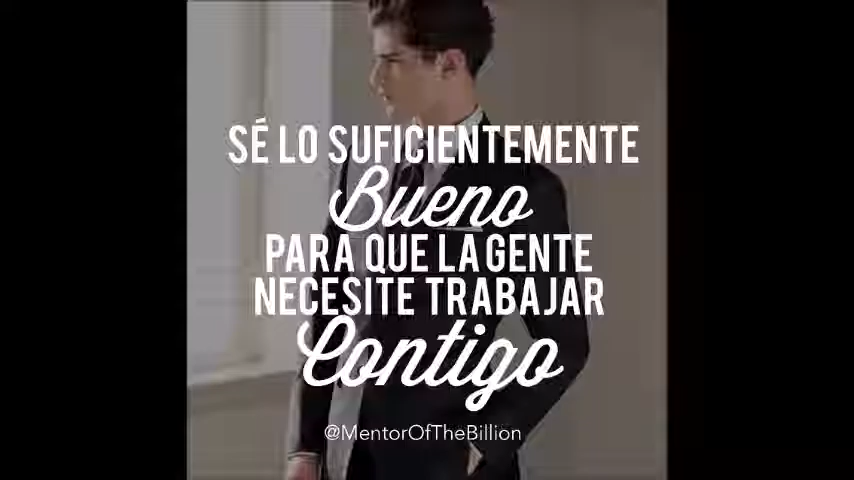 SÉ LO SUFICIENTEMENTE
Bueno
PARA QUE LA GENTE
NECESITE TRABAJAR
Contigo
@MentorOfTheBillion